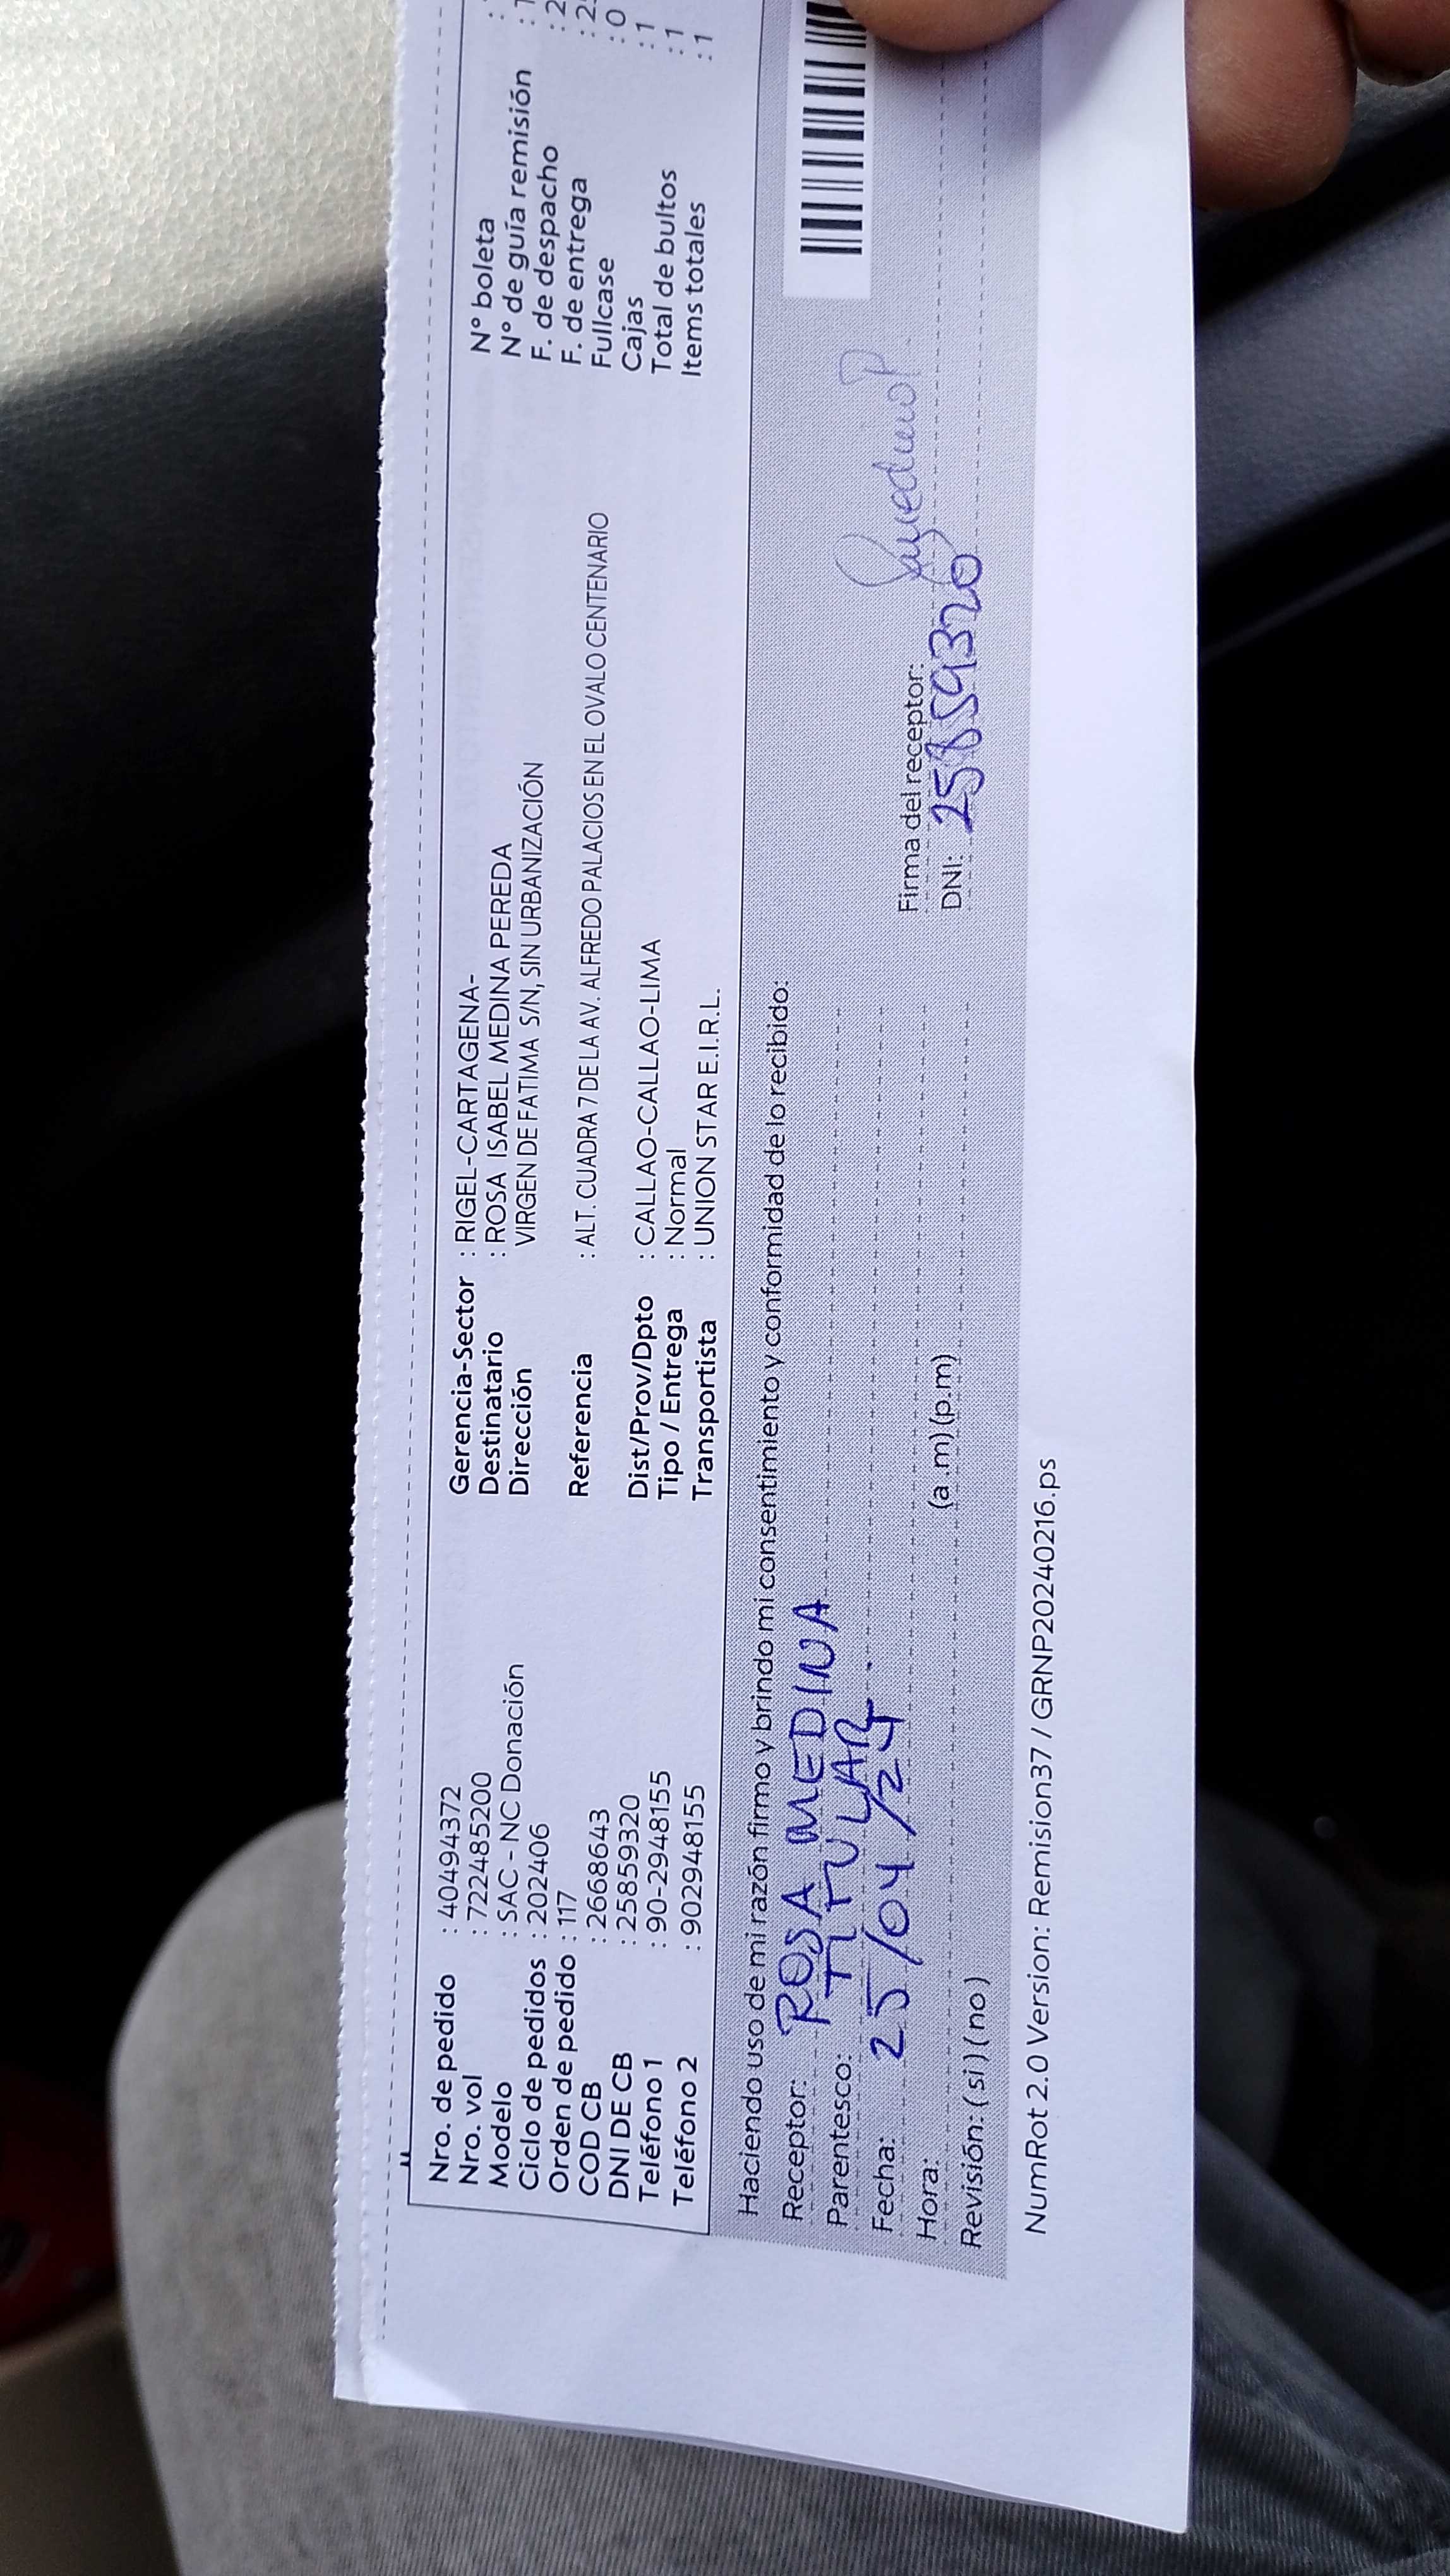 Nro. de pedido : 40494372
Nro. vol : 722485200
Modelo : SAC - NC Donación
Ciclo de pedidos : 202406
Orden de pedido : 117
COD CB : 2668643
DNI DE CB : 25859320
Teléfono 1 : 90-2948155
Teléfono 2 : 902948155
Gerencia-Sector : RIGEL-CARTAGENA-
Destinatario : ROSA ISABEL MEDINA PEREDA
Dirección VIRGEN DE FATIMA S/N, SIN URBANIZACIÓN
Referencia : ALT. CUADRA 7 DE LA AV. ALFREDO PALACIOS EN EL OVALO CENTENARIO
Dist/Prov/Dpto : CALLAO-CALLAO-LIMA
Tipo / Entrega : Normal
Transportista : UNION STAR E.I.R.L.
N° boleta :
N° de guía remisión :
F. de despacho :
F. de entrega :
Fullcase : 0
Cajas : 1
Total de bultos : 1
Items totales : 1
Haciendo uso de mi razón firmo y brindo mi consentimiento y conformidad de lo recibido:
Receptor: ROSA MEDINA
Parentesco: TITULAR
Fecha: 25/04/24
Hora: (a .m) (p.m)
Revisión: ( si ) ( no )
Firma del receptor:
DNI: 25859320
NumRot 2.0 Version: Remision37 / GRNP20240216.ps